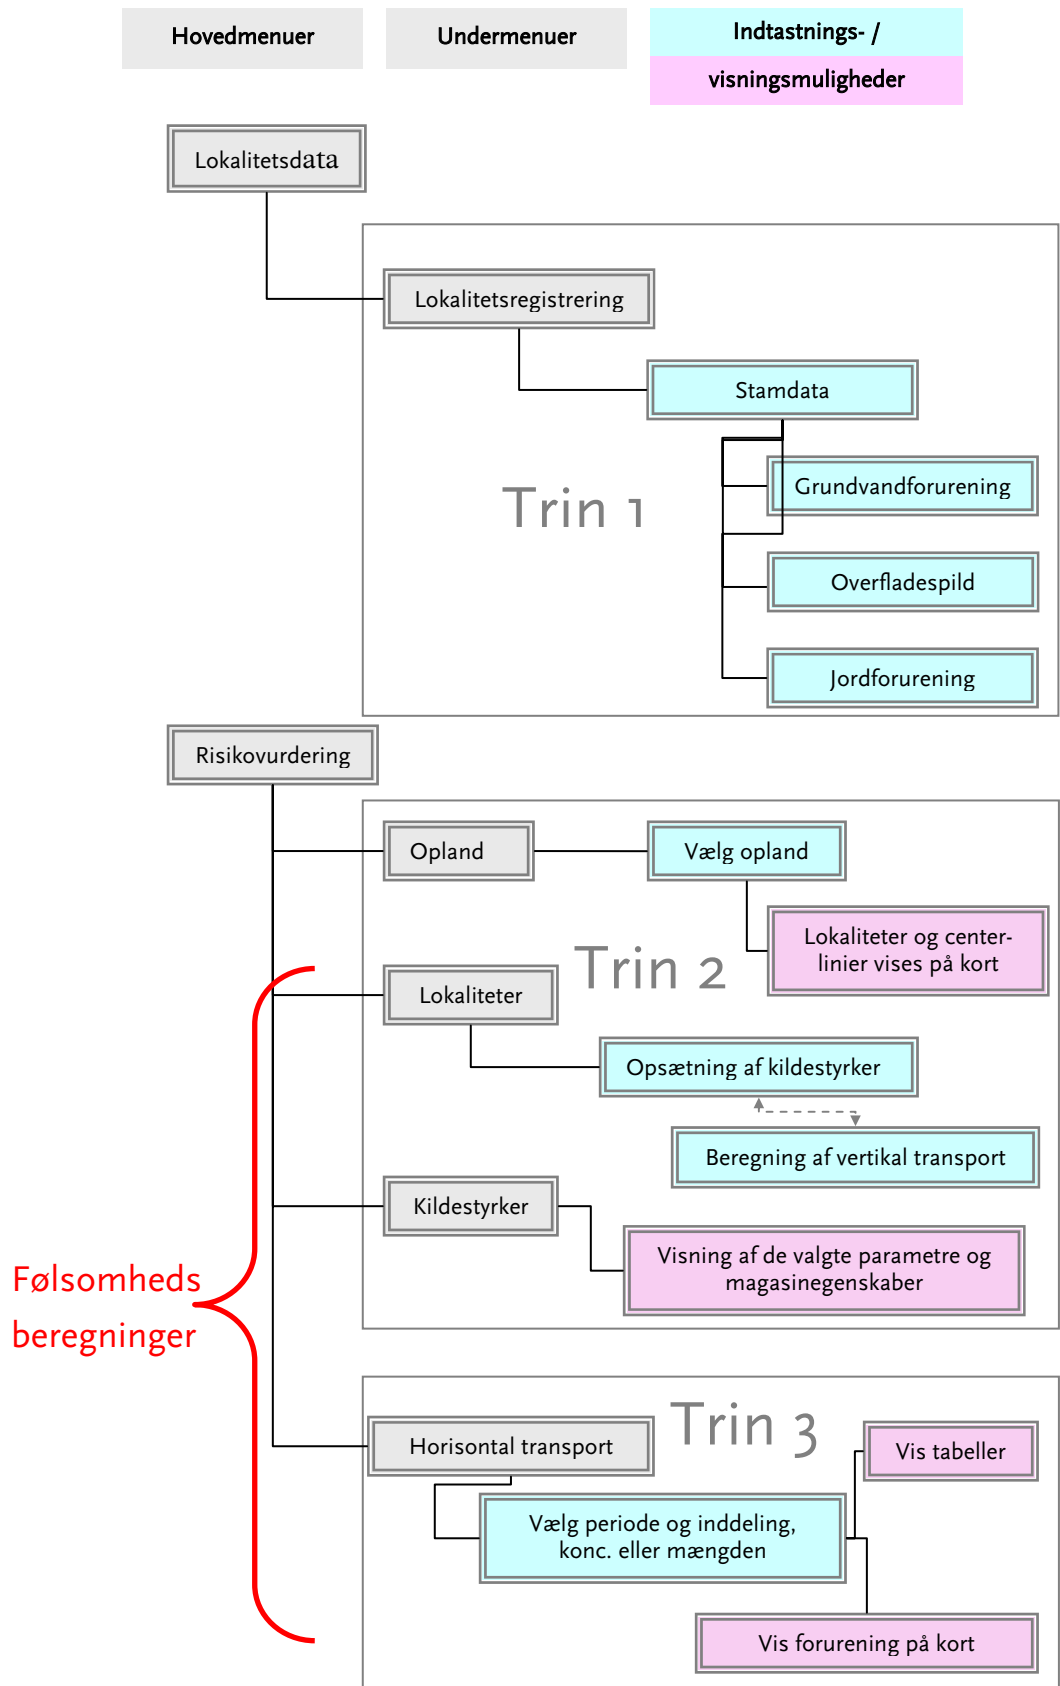 Hovedmenuer
Undermenuer
Indtastnings- /
visningsmuligheder
Lokalitetsdata
Lokalitetsregistrering
Stamdata
Trin 1
Grundvandforurening
Overfladespild
Jordforurening
Risikovurdering
Opland
Vælg opland
Lokaliteter og center-
linier vises på kort
Trin 2
Lokaliteter
Opsætning af kildestyrker
Beregning af vertikal transport
Kildestyrker
Visning af de valgte parametre og
magasinegenskaber
Følsomheds
beregninger
Trin 3
Horisontal transport
Vis tabeller
Vælg periode og inddeling,
konc. eller mængden
Vis forurening på kort